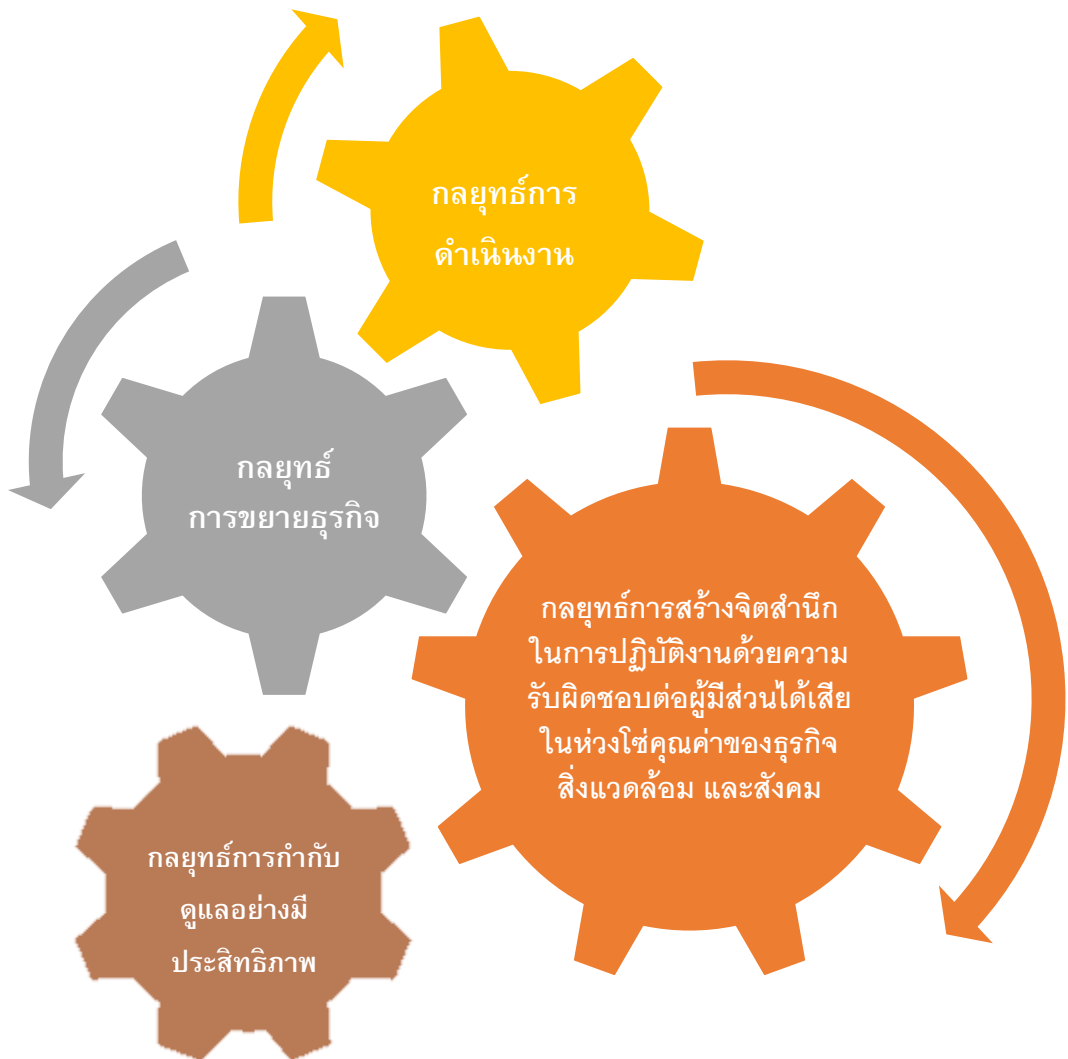 กลยุทธ์การ
ดำเนินงาน
กลยุทธ์
การขยายธุรกิจ
กลยุทธ์การสร้างจิตสำนึก
ในการปฏิบัติงานด้วยความ
รับผิดชอบต่อผู้มีส่วนได้เสีย
ในห่วงโซ่คุณค่าของธุรกิจ
สิ่งแวดล้อม และสังคม
กลยุทธ์การกำกับ
ดูแลอย่างมี
ประสิทธิภาพ